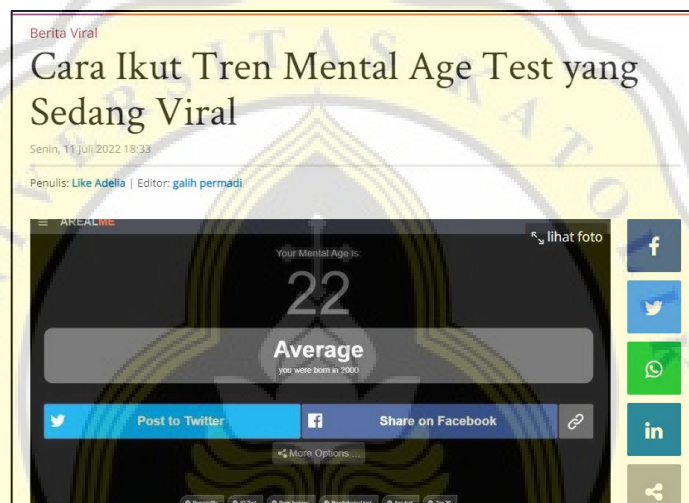 Berita Viral
Cara Ikut Tren Mental Age Test yang
Sedang Viral
Senin, 11 Juli 2022 18:33
Penulis: Like Adelia | Editor: galih permadi
AREALME
lihat foto
Your Mental Age is:
22
Average
you were born in 2000
Post to Twitter
Share on Facebook
More Options ...